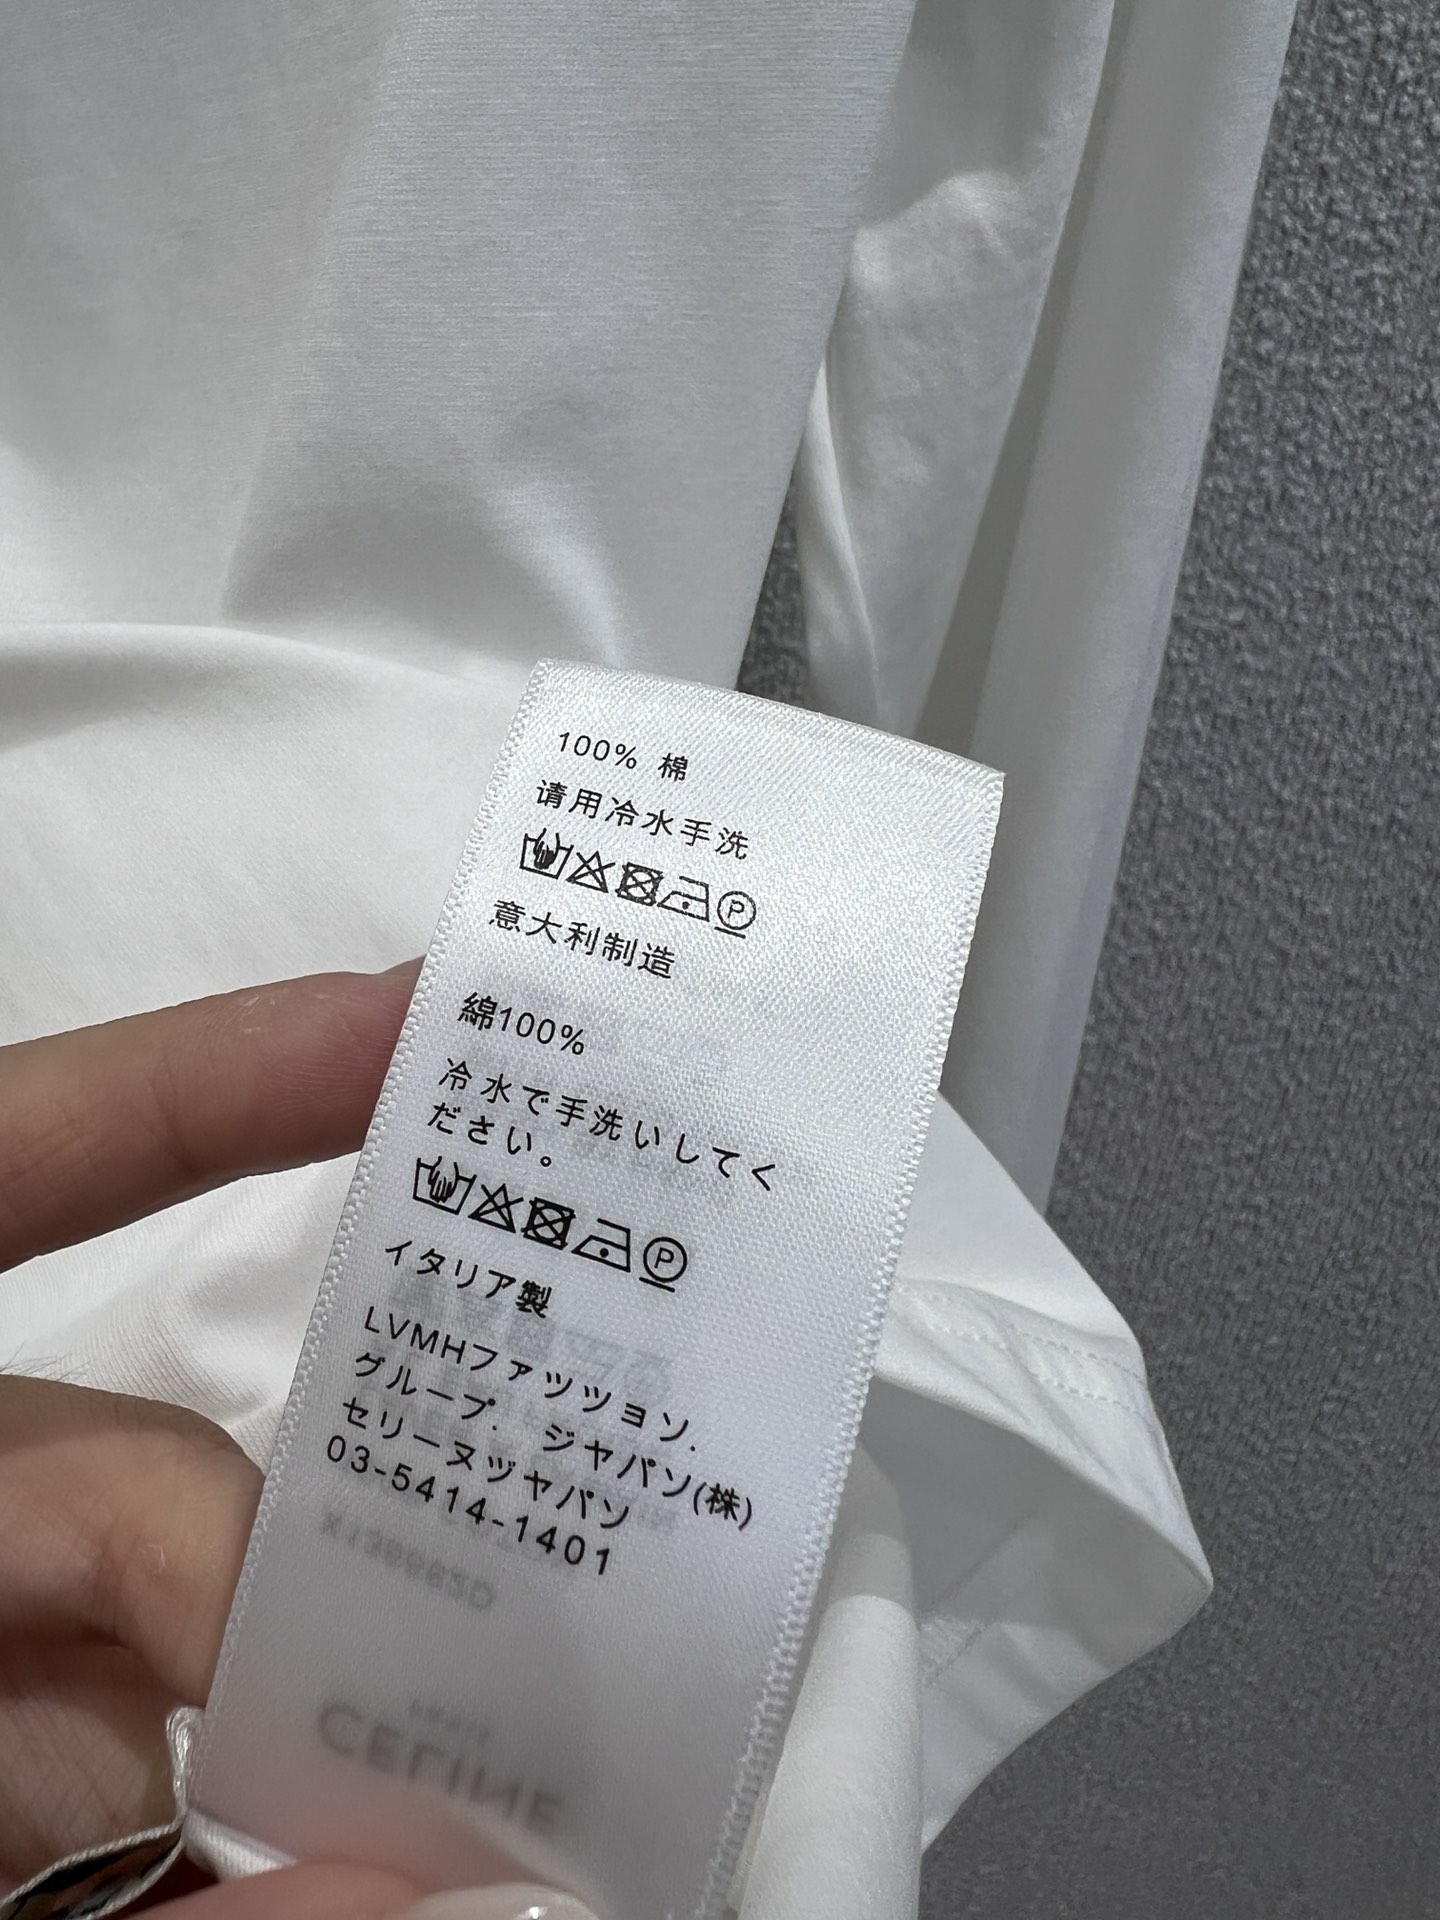 100% 棉
请用冷水手洗
P
意大利制造
綿100%
冷水で手洗いしてく
ださい。
P
イタリア製
LVMHファッツョン.
グループ. ジャパン(株)
セリーヌヅヤパン
03-5414-1401
CELINE